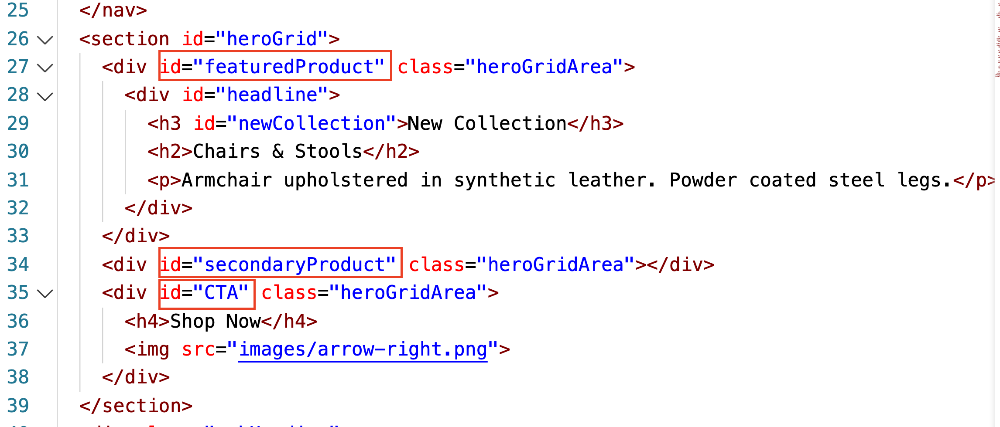 25 </nav>
26 <section id="heroGrid">
27 <div id="featuredProduct" class="heroGridArea">
28 <div id="headline">
29 <h3 id="newCollection">New Collection</h3>
30 <h2>Chairs & Stools</h2>
31 <p>Armchair upholstered in synthetic leather. Powder coated steel legs.</p>
32 </div>
33 </div>
34 <div id="secondaryProduct" class="heroGridArea"></div>
35 <div id="CTA" class="heroGridArea">
36 <h4>Shop Now</h4>
37 <img src="images/arrow-right.png">
38 </div>
39 </section>